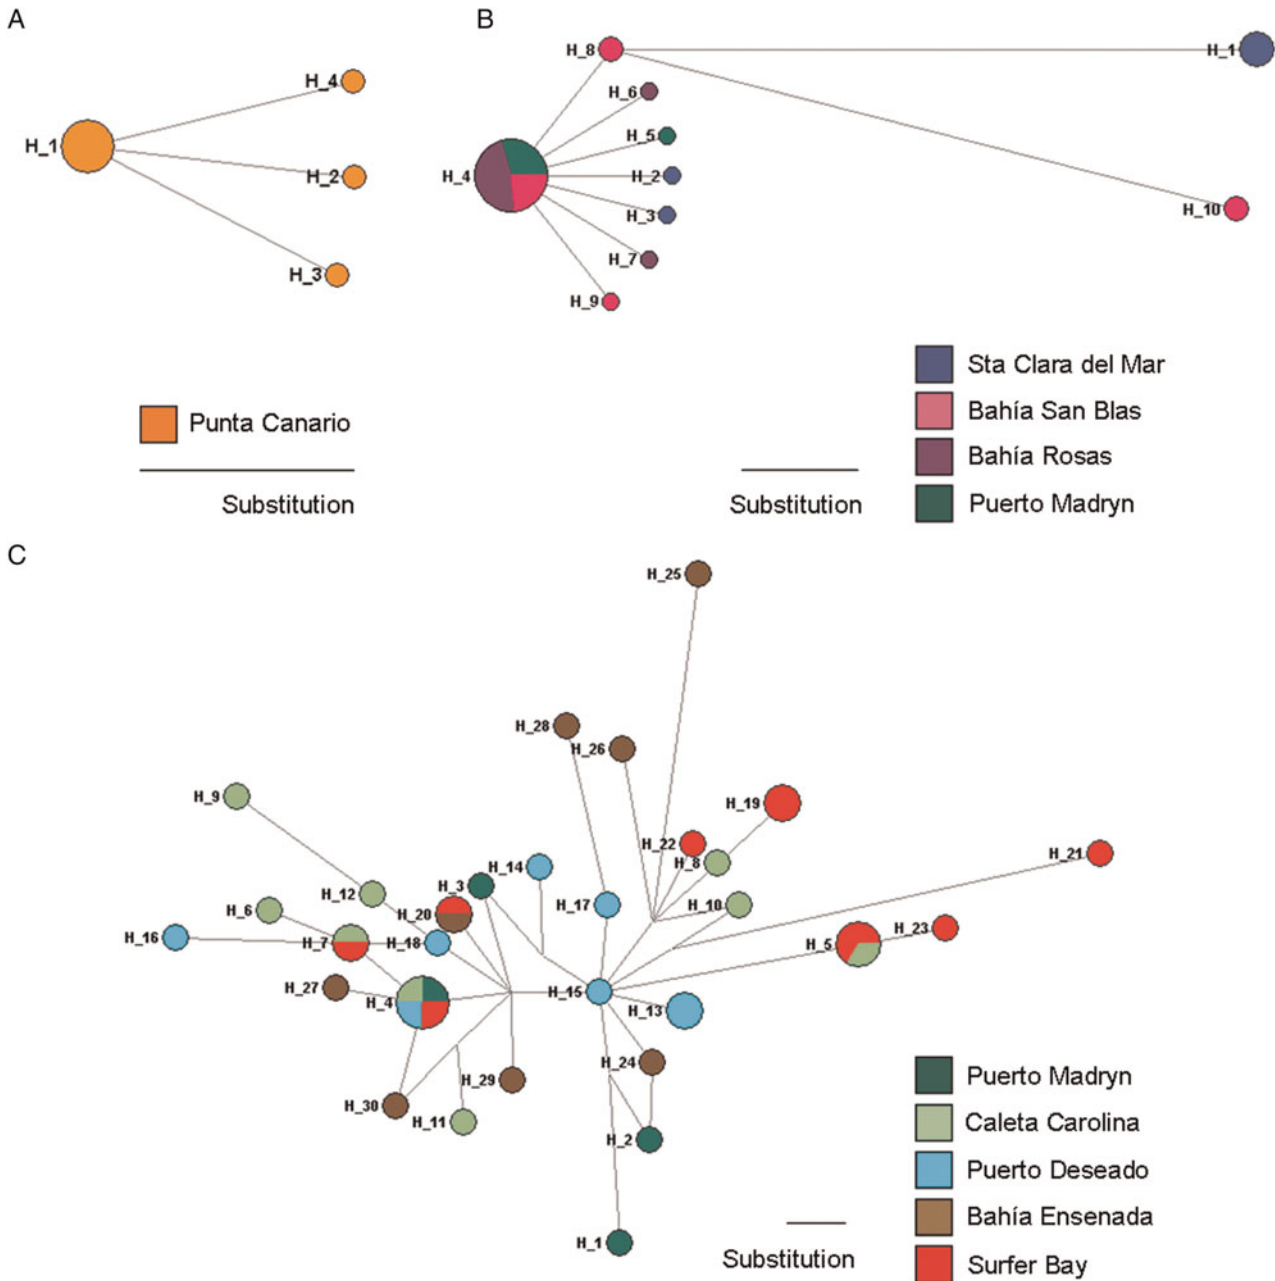 A
B
H_1
H_4
H_2
H_3
H_8
H_1
H_6
H_5
H_4
H_2
H_3
H_7
H_9
H_10
Punta Canario
Substitution
Substitution
Sta Clara del Mar
Bahía San Blas
Bahía Rosas
Puerto Madryn
C
H_25
H_28
H_26
H_9
H_19
H_22
H_8
H_21
H_14
H_3
H_12
H_6
H_20
H_17
H_10
H_16
H_7
H_18
H_5
H_23
H_27
H_4
H_15
H_13
H_24
H_29
H_30
H_11
H_2
H_1
Substitution
Puerto Madryn
Caleta Carolina
Puerto Deseado
Bahía Ensenada
Surfer Bay